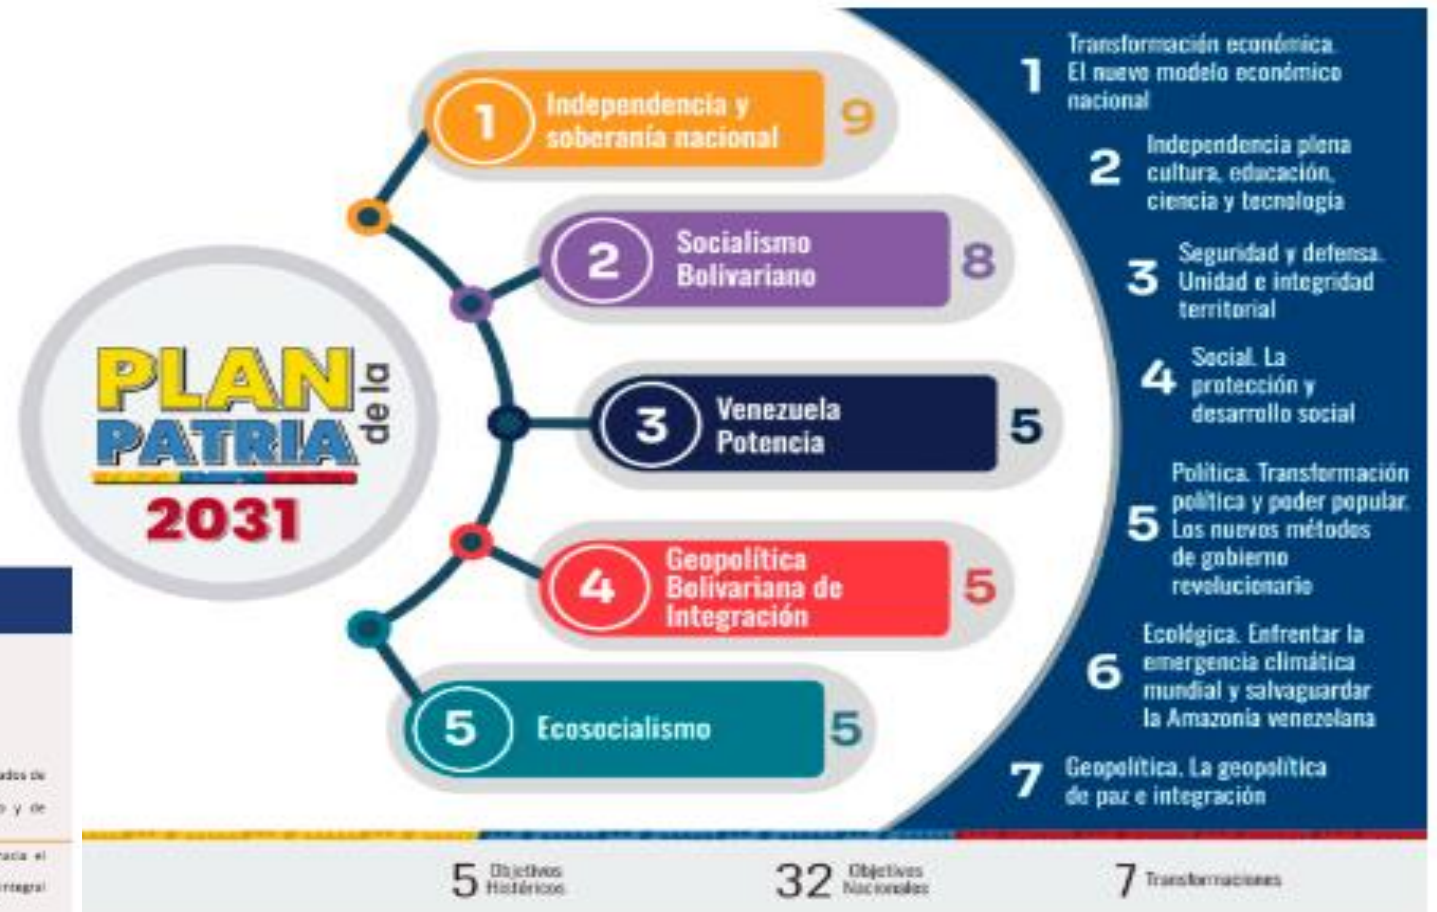 PLAN
de la
PATRIA
2031
1
Independencia y
soberanía nacional
9
2
Socialismo
Bolivariano
8
3
Venezuela
Potencia
5
4
Geopolítica
Bolivariana de
Integración
5
5
Ecosocialismo
5
1
Transformación económica.
El nuevo modelo económico
nacional
2
Independencia plena
cultura, educación,
ciencia y tecnología
3
Seguridad y defensa.
Unidad e integridad
territorial
4
Social. La
protección y
desarrollo social
5
Política. Transformación
política y poder popular.
Los nuevos métodos
de gobierno
revolucionario
6
Ecológica. Enfrentar la
emergencia climática
mundial y salvaguardar
la Amazonía venezolana
7
Geopolítica. La geopolítica
de paz e integración
de
y de
el
5 Objetivos
Históricos
32 Objetivos
Nacionales
7 Transformaciones